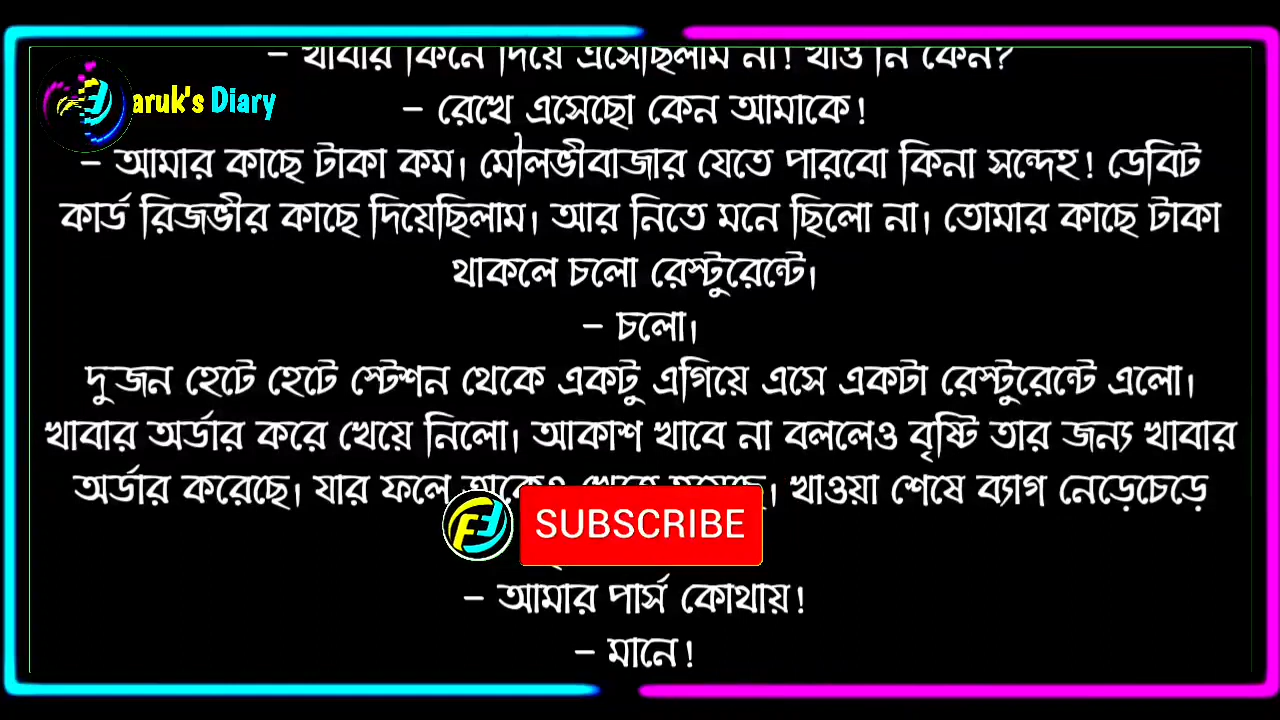 – খাবার কিনে দিয়ে এসেছিলাম না! খাও নি কেন?
aruk's Diary
– রেখে এসেছো কেন আমাকে!
– আমার কাছে টাকা কম। মৌলভীবাজার যেতে পারবো কিনা সন্দেহ! ডেবিট
কার্ড রিজভীর কাছে দিয়েছিলাম। আর নিতে মনে ছিলো না। তোমার কাছে টাকা
থাকলে চলো রেস্টুরেন্টে।
– চলো।
দুজন হেটে হেটে স্টেশন থেকে একটু এগিয়ে এসে একটা রেস্টুরেন্টে এলো।
খাবার অর্ডার করে খেয়ে নিলো। আকাশ খাবে না বললেও বৃষ্টি তার জন্য খাবার
অর্ডার করেছে। যার ফলে খাওয়া শেষে ব্যাগ নেড়েচেড়ে
SUBSCRIBE
– আমার পার্স কোথায়!
– মানে!